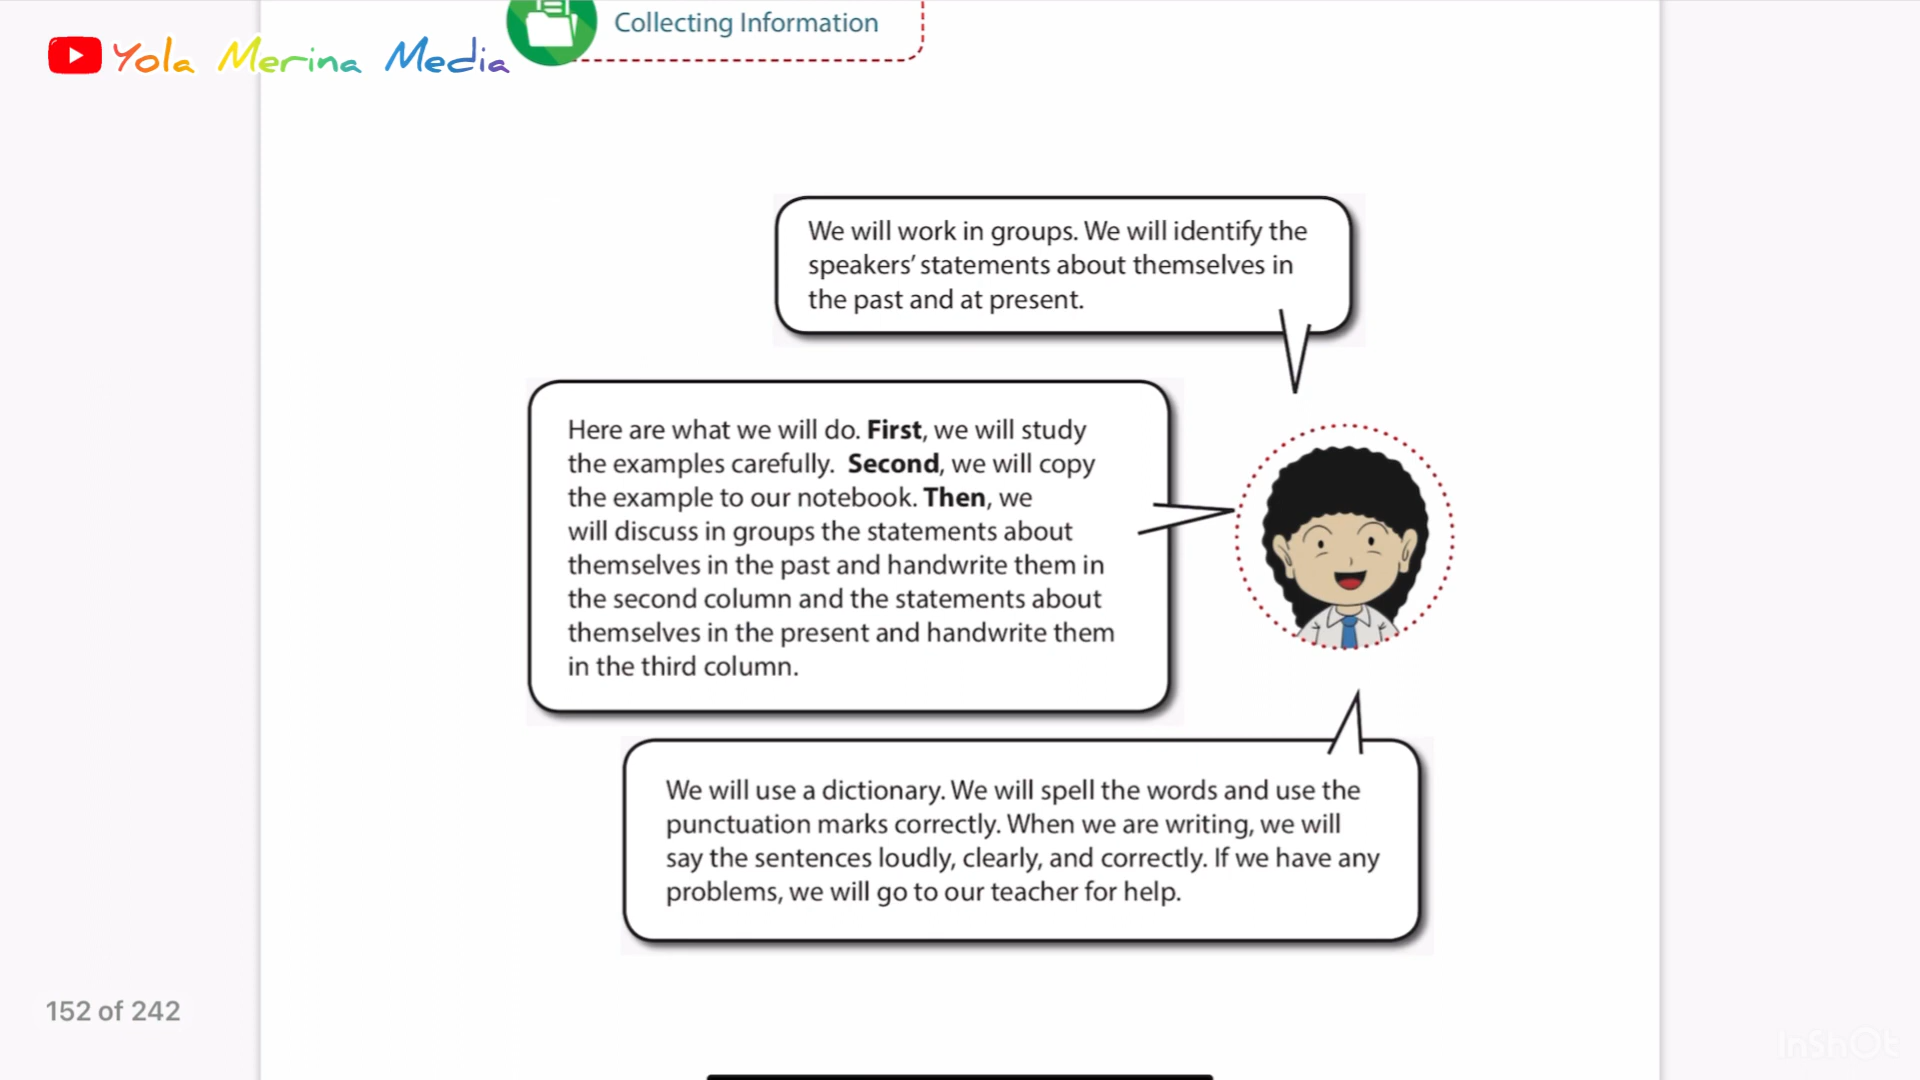 Collecting Information
Yola Merina Media
We will work in groups. We will identify the
speakers' statements about themselves in
the past and at present.
Here are what we will do. First, we will study
the examples carefully. Second, we will copy
the example to our notebook. Then, we
will discuss in groups the statements about
themselves in the past and handwrite them in
the second column and the statements about
themselves in the present and handwrite them
in the third column.
We will use a dictionary. We will spell the words and use the
punctuation marks correctly. When we are writing, we will
say the sentences loudly, clearly, and correctly. If we have any
problems, we will go to our teacher for help.
152 of 242
InShOt